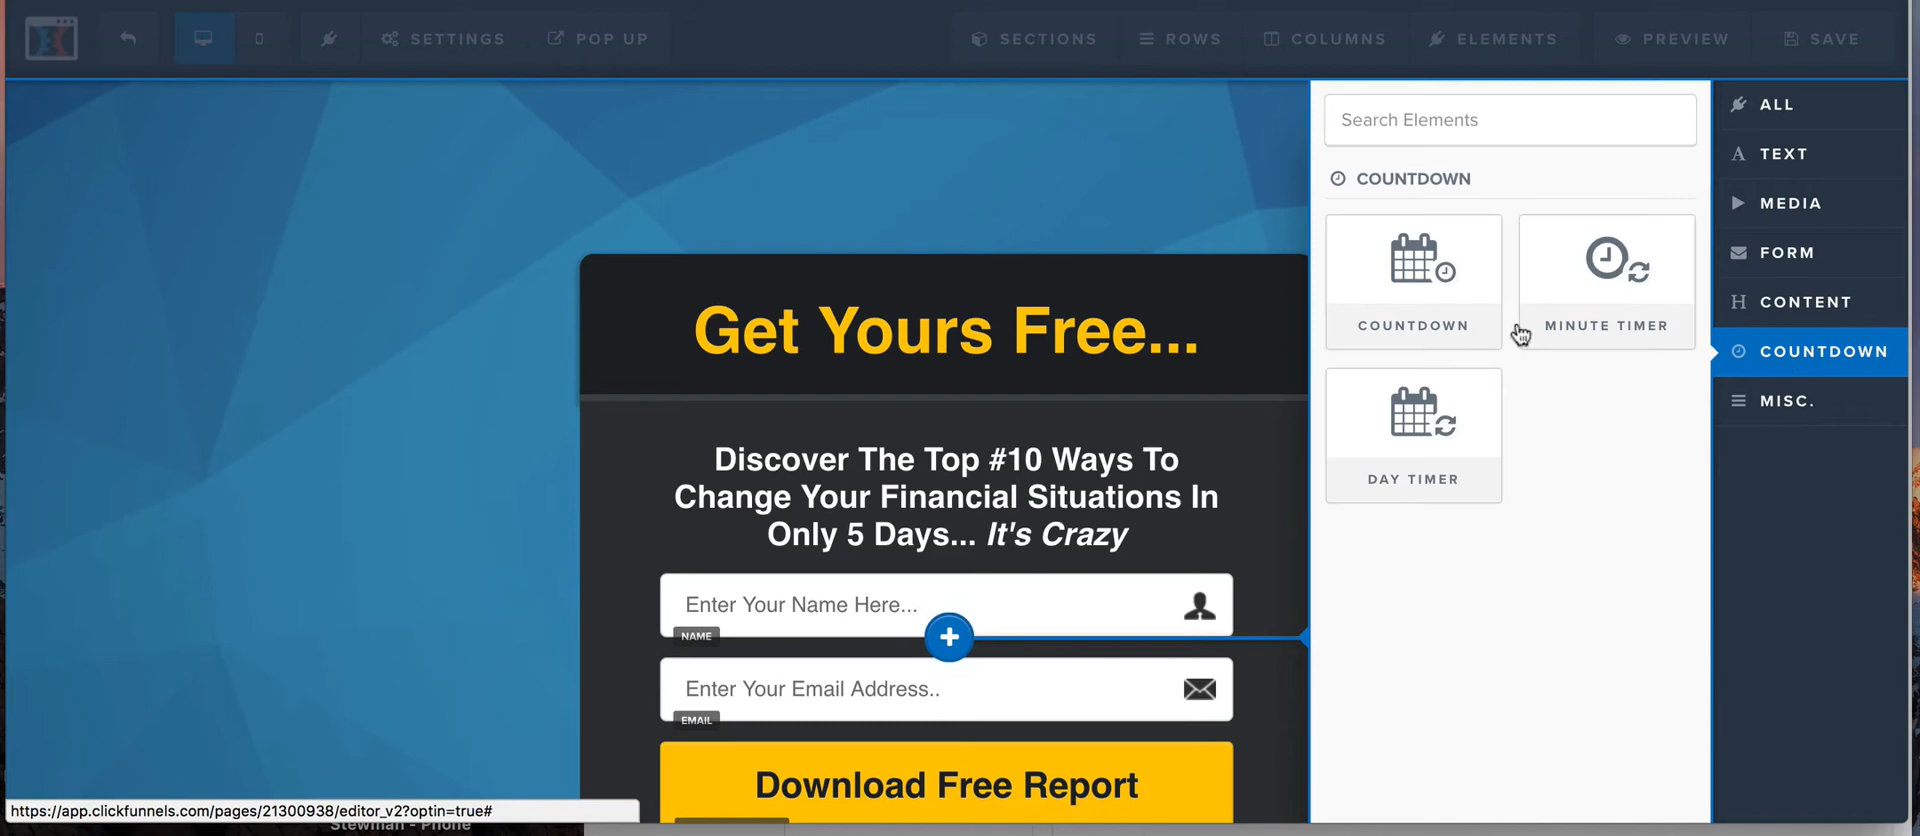 SETTINGS
POP UP
SECTIONS
ROWS
COLUMNS
ELEMENTS
PREVIEW
SAVE
Search Elements
COUNTDOWN
COUNTDOWN
MINUTE TIMER
DAY TIMER
ALL
TEXT
MEDIA
FORM
CONTENT
COUNTDOWN
MISC.
Get Yours Free...
Discover The Top #10 Ways To
Change Your Financial Situations In
Only 5 Days... It's Crazy
Enter Your Name Here...
NAME
Enter Your Email Address..
EMAIL
Download Free Report
https://app.clickfunnels.com/pages/21300938/editor_v2?optin=true#
Stewman - Phone